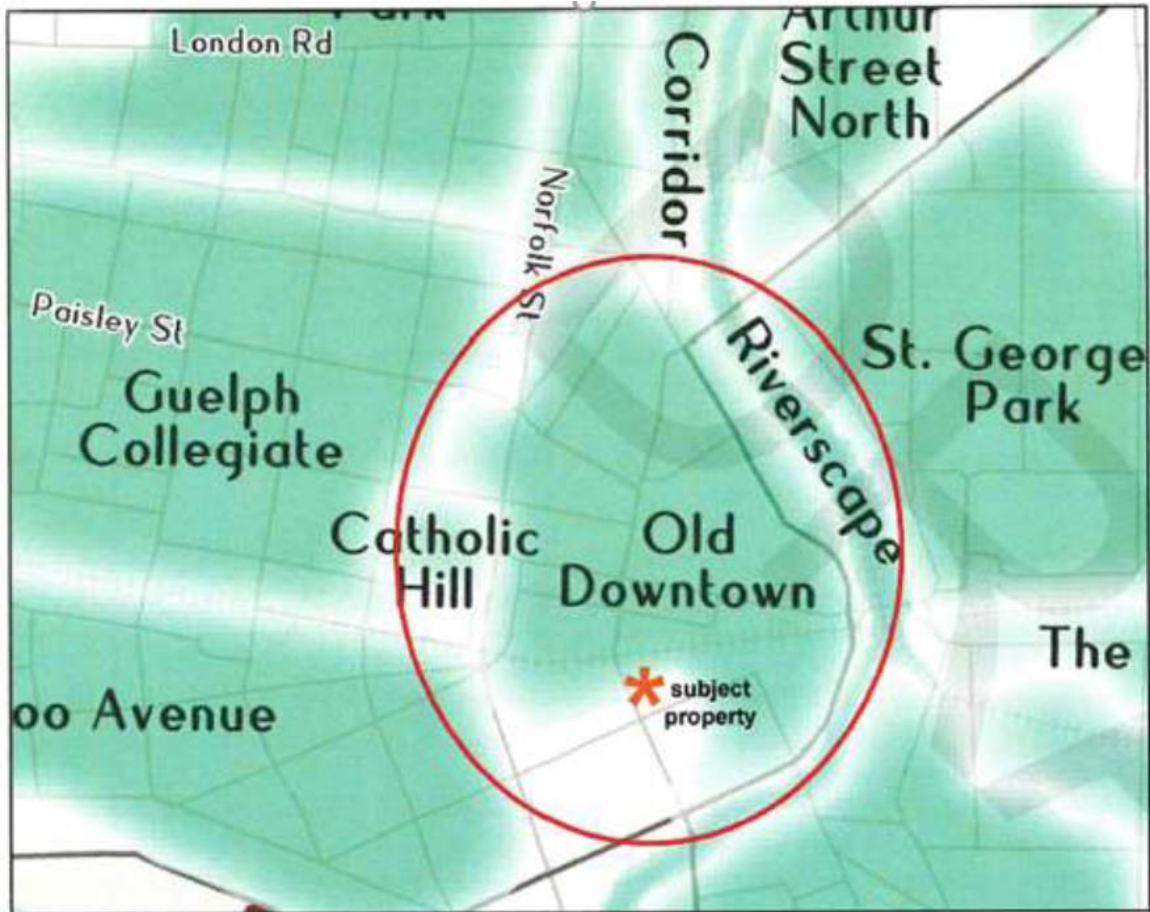 Park
London Rd
Corridor
Arthur
Street
North
Norfolk St
Paisley St
Guelph
Collegiate
Riverscape
St. George
Park
Catholic
Hill
Old
Downtown
The
subject
property
oo Avenue